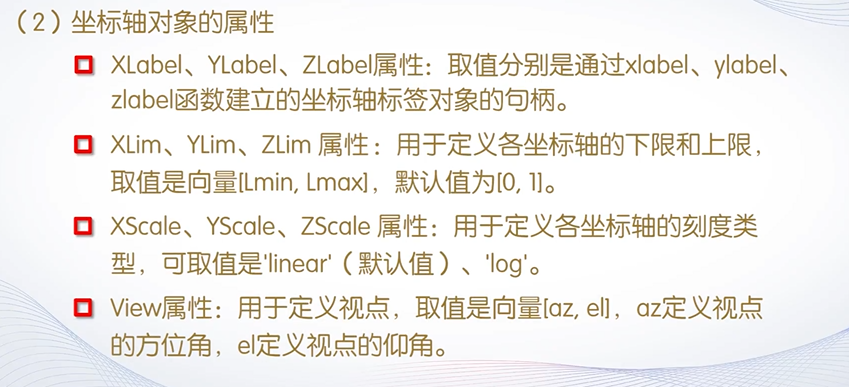 （2）坐标轴对象的属性
XLabel、YLabel、ZLabel属性：取值分别是通过xlabel、ylabel、
zlabel函数建立的坐标轴标签对象的句柄。
XLim、YLim、ZLim 属性：用于定义各坐标轴的下限和上限，
取值是向量[Lmin, Lmax]，默认值为[0, 1]。
XScale、YScale、ZScale 属性：用于定义各坐标轴的刻度类
型，可取值是'linear'（默认值）、'log'。
View属性：用于定义视点，取值是向量[az, el]，az定义视点
的方位角，el定义视点的仰角。